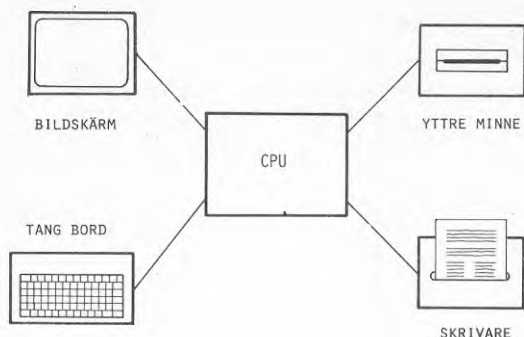 BILDSKÄRM
YTTRE MINNE
CPU
TANG BORD
SKRIVARE